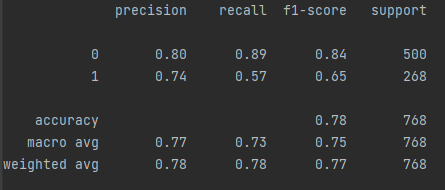 precision recall f1-score support
0 0.80 0.89 0.84 500
1 0.74 0.57 0.65 268
accuracy 0.78 768
macro avg 0.77 0.73 0.75 768
weighted avg 0.78 0.78 0.77 768